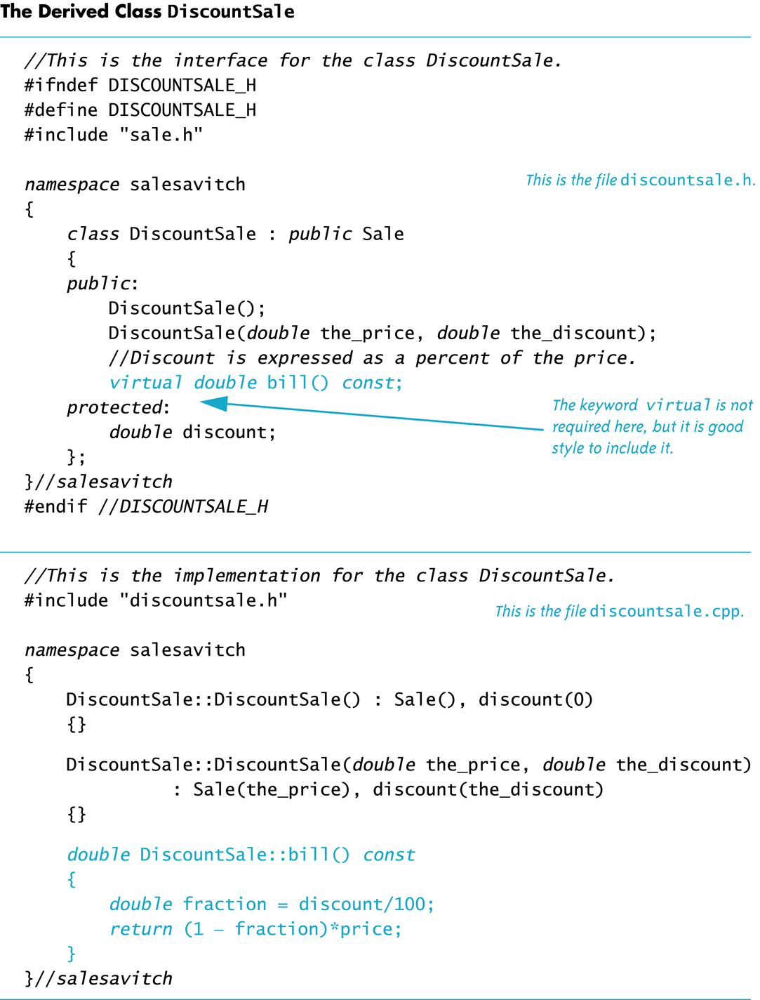 The Derived Class DiscountSale
//This is the interface for the class DiscountSale.
#ifndef DISCOUNTSALE_H
#define DISCOUNTSALE_H
#include "sale.h"
This is the file discountsale.h.
namespace salesavitch
{
    class DiscountSale : public Sale
    {
    public:
        DiscountSale();
        DiscountSale(double the_price, double the_discount);
        //Discount is expressed as a percent of the price.
        virtual double bill() const;
    protected:
        double discount;
    };
}//salesavitch
#endif //DISCOUNTSALE_H
The keyword virtual is not
required here, but it is good
style to include it.
//This is the implementation for the class DiscountSale.
#include "discountsale.h"
This is the file discountsale.cpp.
namespace salesavitch
{
    DiscountSale::DiscountSale() : Sale(), discount(0)
    {}
    DiscountSale::DiscountSale(double the_price, double the_discount)
              : Sale(the_price), discount(the_discount)
    {}
    double DiscountSale::bill() const
    {
        double fraction = discount/100;
        return (1 – fraction)*price;
    }
}//salesavitch